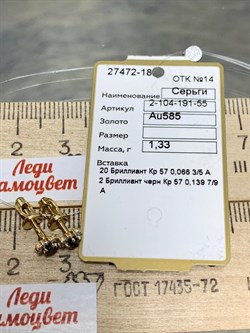 27472-18
ОТК №14
Наименование Серьги
Артикул 2-104-191-55
Золото Au585
Размер
Масса, г 1,33
Вставка
20 Бриллиант Кр 57 0,066 3/5 А
2 Бриллиант черн Кр 57 0,139 7/9
А
Леди
амоцвет
Леди
амоцвет
ГОСТ 17435-72